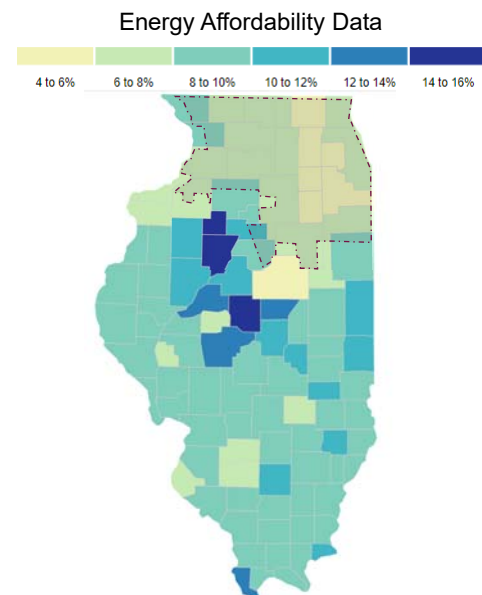 Energy Affordability Data
4 to 6% 6 to 8% 8 to 10% 10 to 12% 12 to 14% 14 to 16%